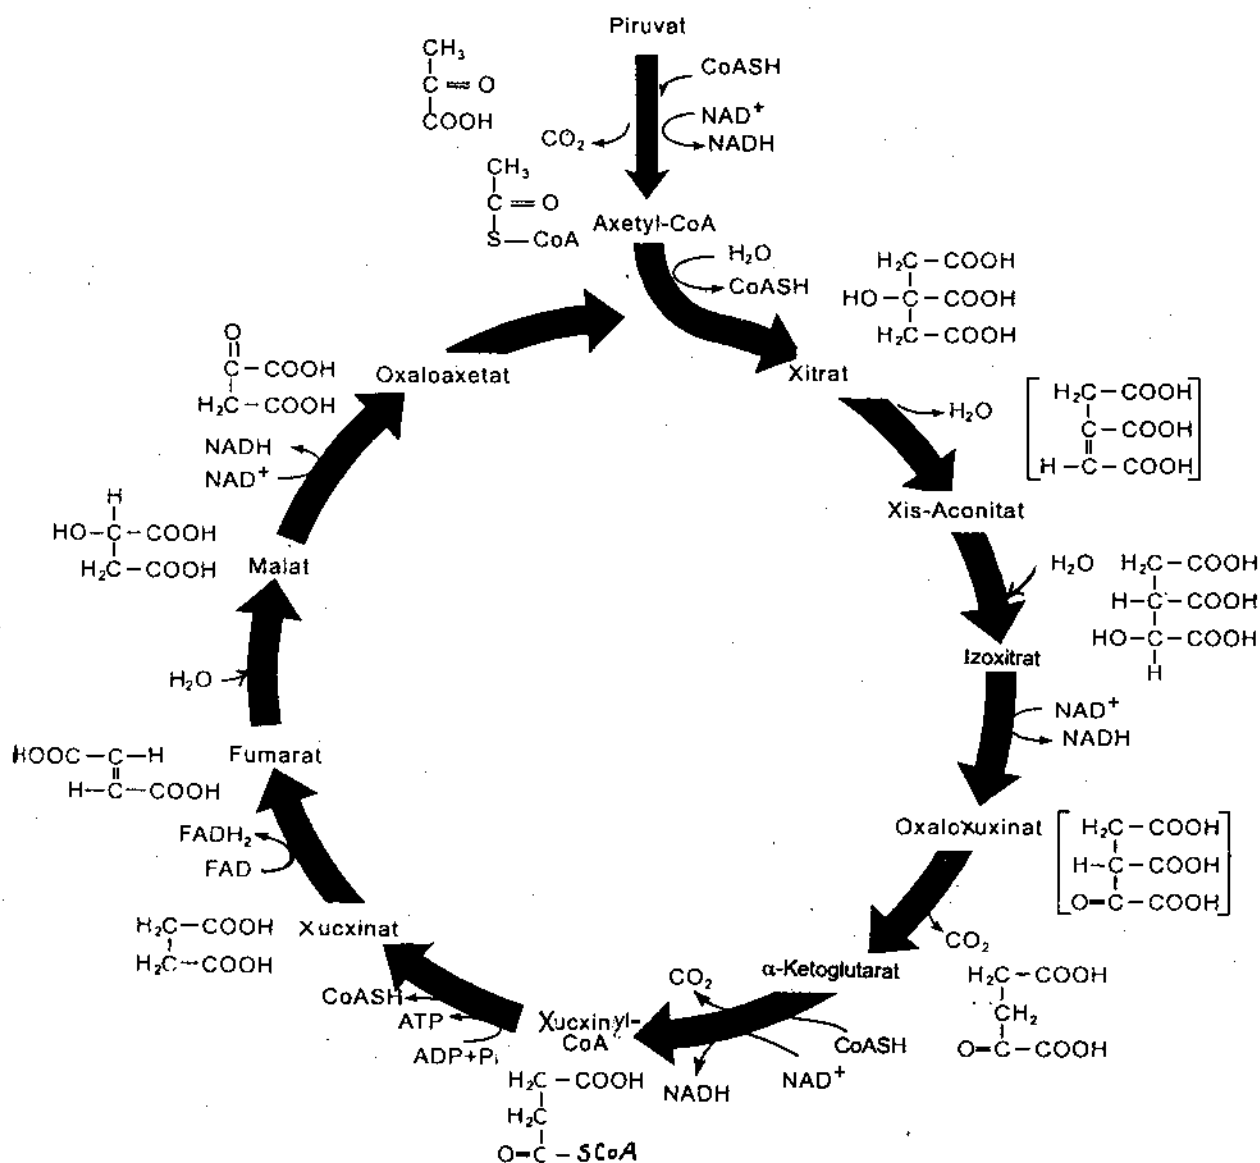 Piruvat
CH₃
C=O
COOH
CoASH
NAD⁺
NADH
CO₂
CH₃
C=O
S—CoA
Axetyl-CoA
H₂O
CoASH
H₂C—COOH
HO—C—COOH
H₂C—COOH
Xitrat
H₂O
H₂C—COOH
C—COOH
H—C—COOH
Xis-Aconitat
H₂O
H₂C—COOH
H—C—COOH
HO—C—COOH
H
Izoxitrat
NAD⁺
NADH
Oxaloxuxinat
H₂C—COOH
H—C—COOH
O=C—COOH
CO₂
α-Ketoglutarat
H₂C—COOH
CH₂
O=C—COOH
CO₂
CoASH
NAD⁺
NADH
Xucxinyl-
CoA
H₂C—COOH
H₂C
O=C—SCoA
CoASH
ATP
ADP+Pi
Xucxinat
H₂C—COOH
H₂C—COOH
FADH₂
FAD
Fumarat
HOOC—C—H
H—C—COOH
H₂O
Malat
H
HO—C—COOH
H₂C—COOH
NADH
NAD⁺
Oxaloaxetat
O
C—COOH
H₂C—COOH